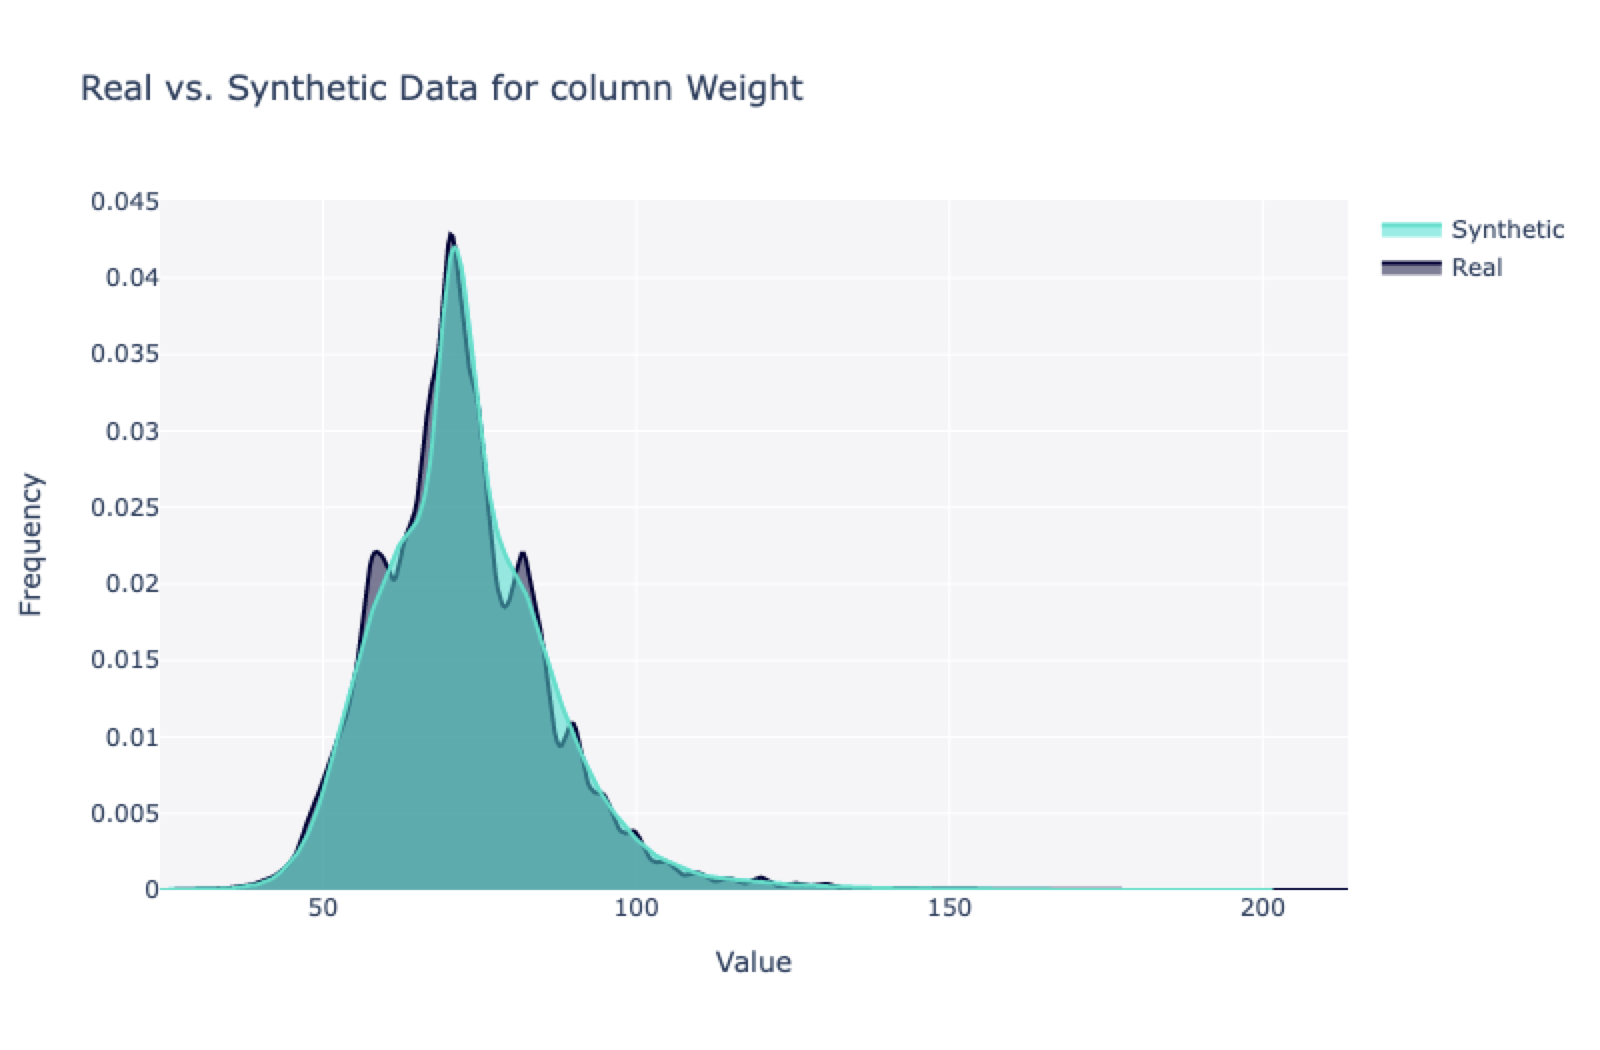 Real vs. Synthetic Data for column Weight
Synthetic
Real
0.045
0.04
0.035
0.03
0.025
0.02
0.015
0.01
0.005
0
Frequency
50 100 150 200
Value